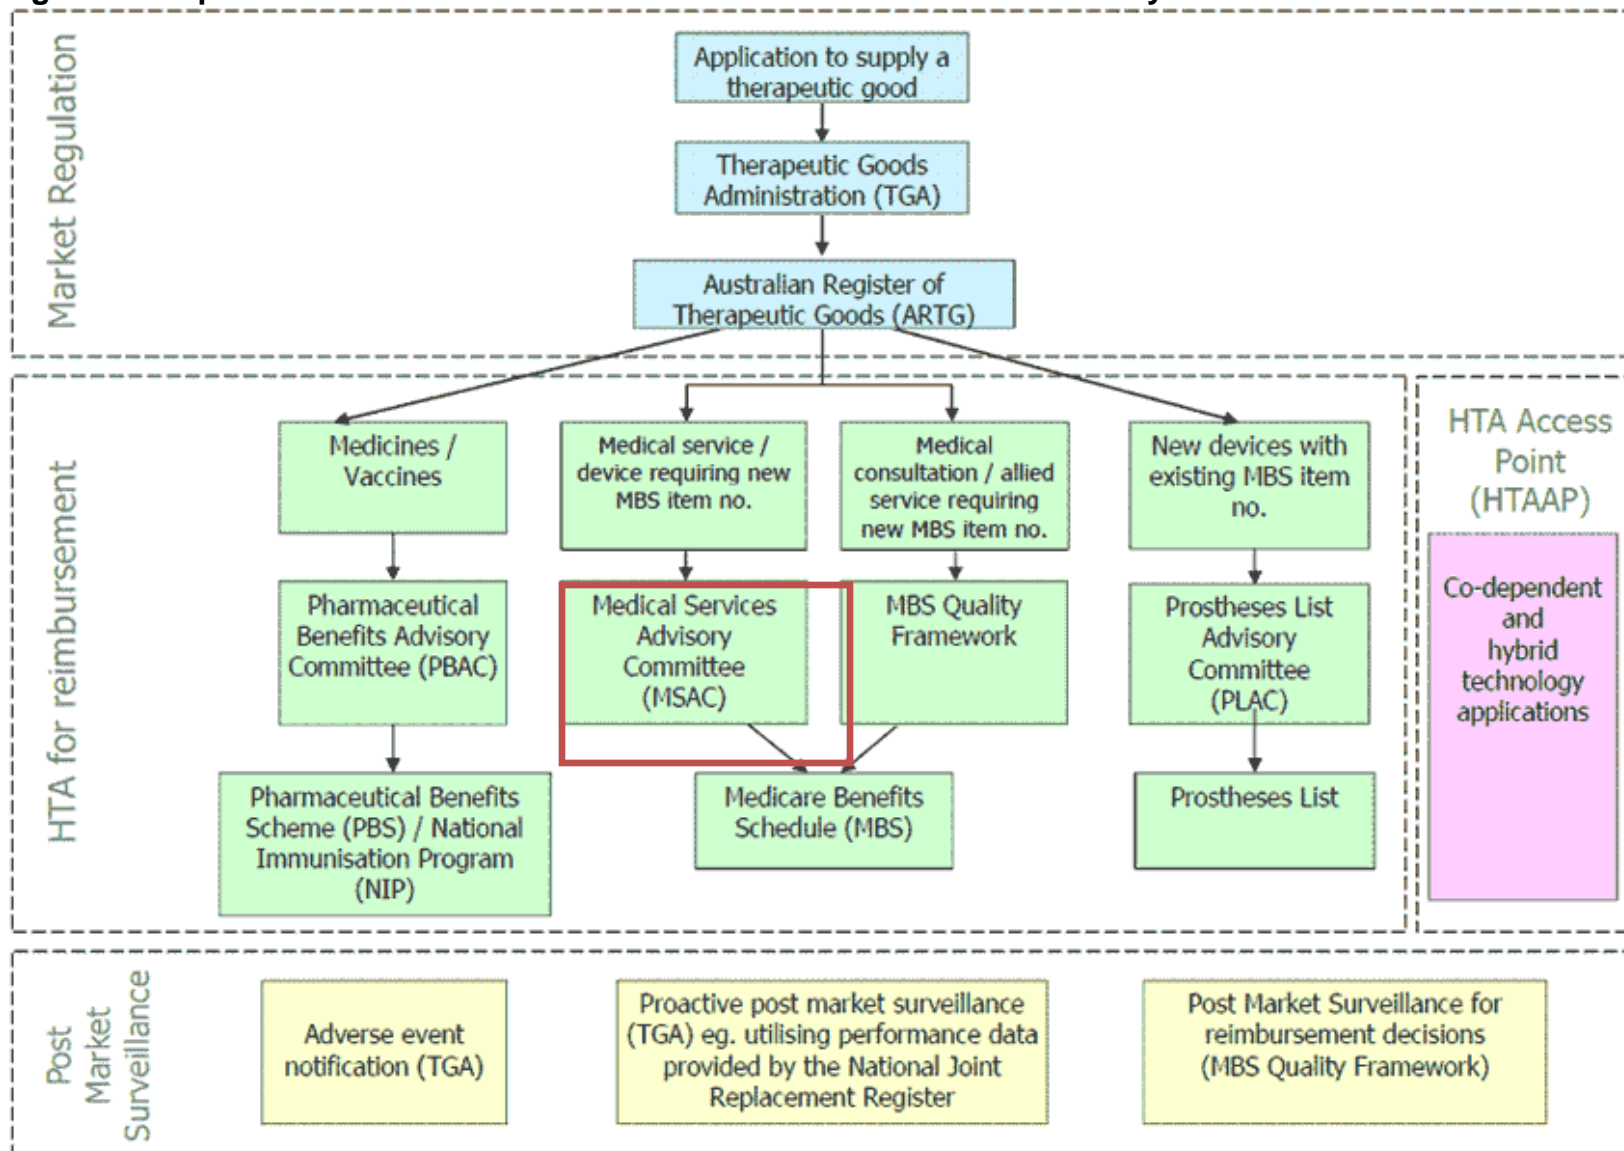 Market Regulation
Application to supply a
therapeutic good
Therapeutic Goods
Administration (TGA)
Australian Register of
Therapeutic Goods (ARTG)
HTA for reimbursement
Medicines /
Vaccines
Medical service /
device requiring new
MBS item no.
Medical
consultation / allied
service requiring
new MBS item no.
New devices with
existing MBS item
no.
Pharmaceutical
Benefits Advisory
Committee (PBAC)
Medical Services
Advisory
Committee
(MSAC)
MBS Quality
Framework
Prostheses List
Advisory
Committee
(PLAC)
Pharmaceutical Benefits
Scheme (PBS) / National
Immunisation Program
(NIP)
Medicare Benefits
Schedule (MBS)
Prostheses List
HTA Access
Point
(HTAAP)
Co-dependent
and
hybrid
technology
applications
Post
Market
Surveillance
Adverse event
notification (TGA)
Proactive post market surveillance
(TGA) eg. utilising performance data
provided by the National Joint
Replacement Register
Post Market Surveillance for
reimbursement decisions
(MBS Quality Framework)